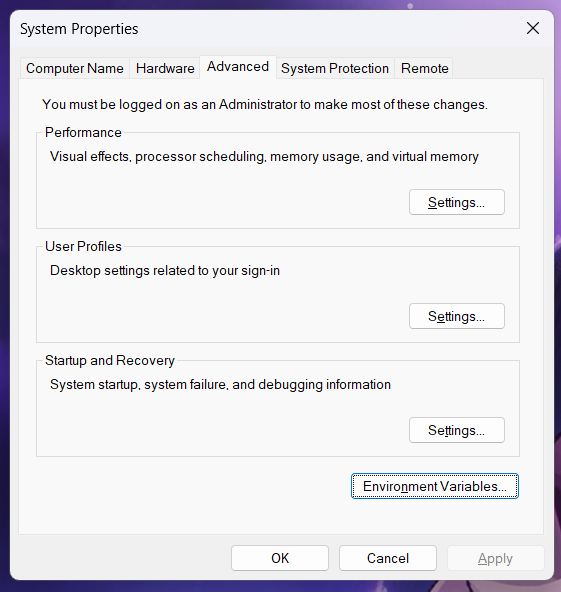 System Properties
Computer Name
Hardware
Advanced
System Protection
Remote
You must be logged on as an Administrator to make most of these changes.
Performance
Visual effects, processor scheduling, memory usage, and virtual memory
Settings...
User Profiles
Desktop settings related to your sign-in
Settings...
Startup and Recovery
System startup, system failure, and debugging information
Settings...
Environment Variables...
OK
Cancel
Apply